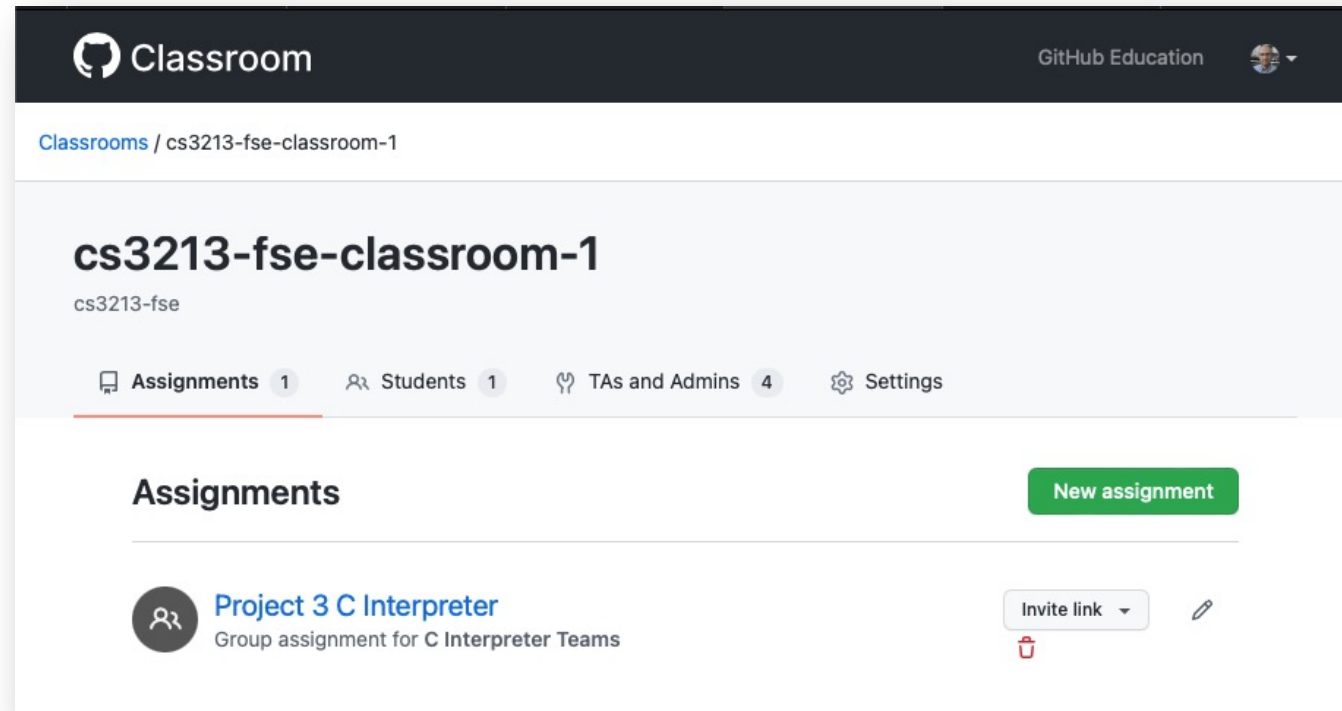 Classroom GitHub Education
Classrooms / cs3213-fse-classroom-1
cs3213-fse-classroom-1
cs3213-fse
Assignments 1 Students 1 TAs and Admins 4 Settings
Assignments New assignment
Project 3 C Interpreter Invite link
Group assignment for C Interpreter Teams